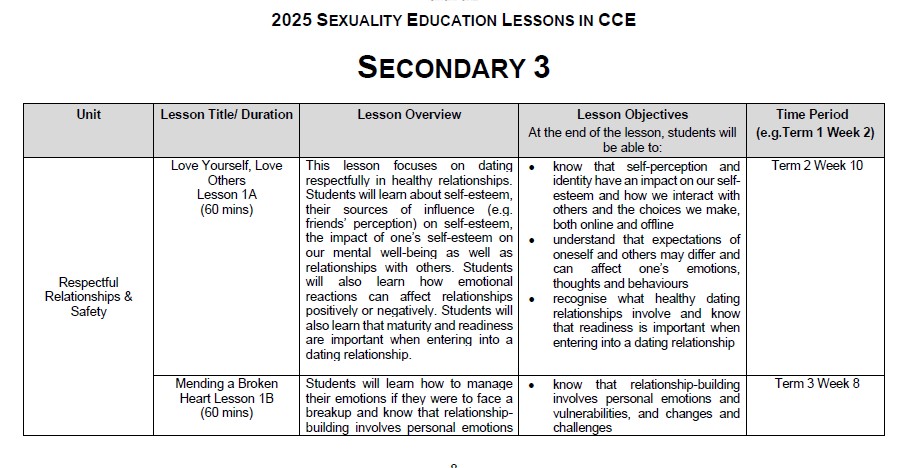 2025 SEXUALITY EDUCATION LESSONS IN CCE
SECONDARY 3
Unit
Lesson Title/ Duration
Lesson Overview
Lesson Objectives
At the end of the lesson, students will
be able to:
Time Period
(e.g.Term 1 Week 2)
Respectful
Relationships &
Safety
Love Yourself, Love
Others
Lesson 1A
(60 mins)
This lesson focuses on dating
respectfully in healthy relationships.
Students will learn about self-esteem,
their sources of influence (e.g.
friends' perception) on self-esteem,
the impact of one's self-esteem on
our mental well-being as well as
relationships with others. Students
will also learn how emotional
reactions can affect relationships
positively or negatively. Students will
also learn that maturity and readiness
are important when entering into a
dating relationship.
• know that self-perception and
identity have an impact on our self-
esteem and how we interact with
others and the choices we make,
both online and offline
• understand that expectations of
oneself and others may differ and
can affect one's emotions,
thoughts and behaviours
• recognise what healthy dating
relationships involve and know
that readiness is important when
entering into a dating relationship
Term 2 Week 10
Mending a Broken
Heart Lesson 1B
(60 mins)
Students will learn how to manage
their emotions if they were to face a
breakup and know that relationship-
building involves personal emotions
• know that relationship-building
involves personal emotions and
vulnerabilities, and changes and
challenges
Term 3 Week 8